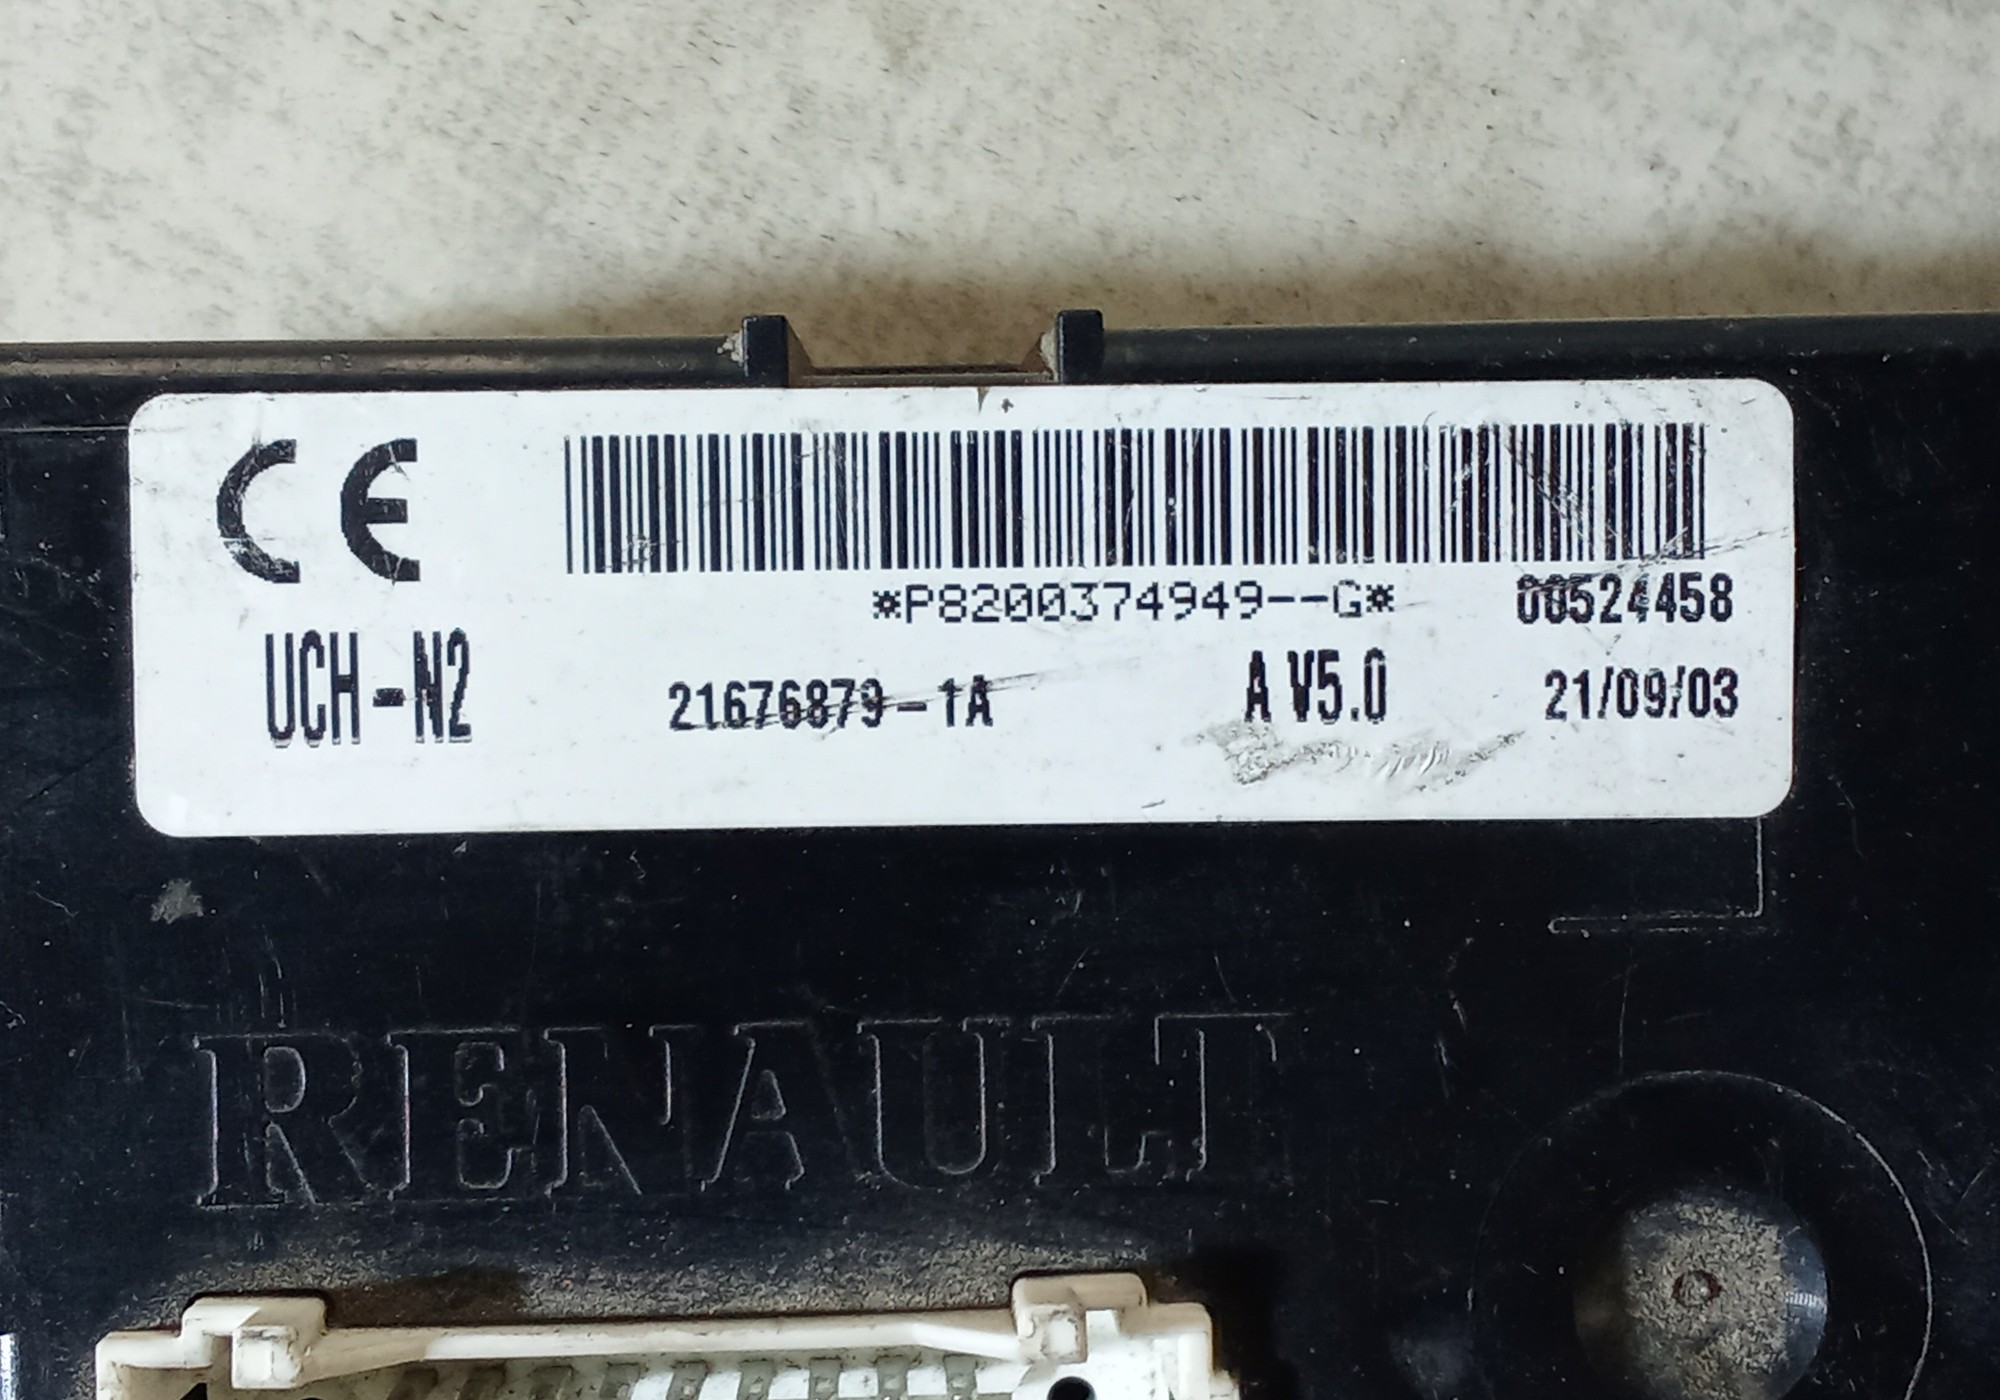 CE
*P8200374949--G* 00524458
UCH-N2 21676879-1A A V5.0 21/09/03
RENAULT